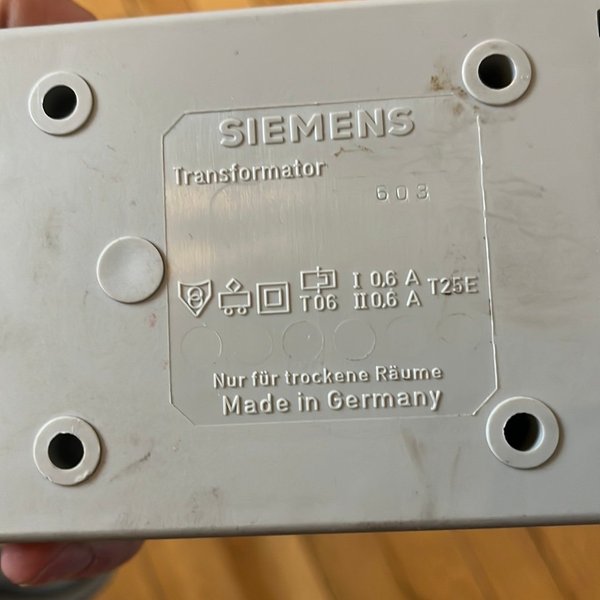 SIEMENS
Transformator
603
I 0,6 A T25E
T06 II 0,6 A
Nur für trockene Räume
Made in Germany